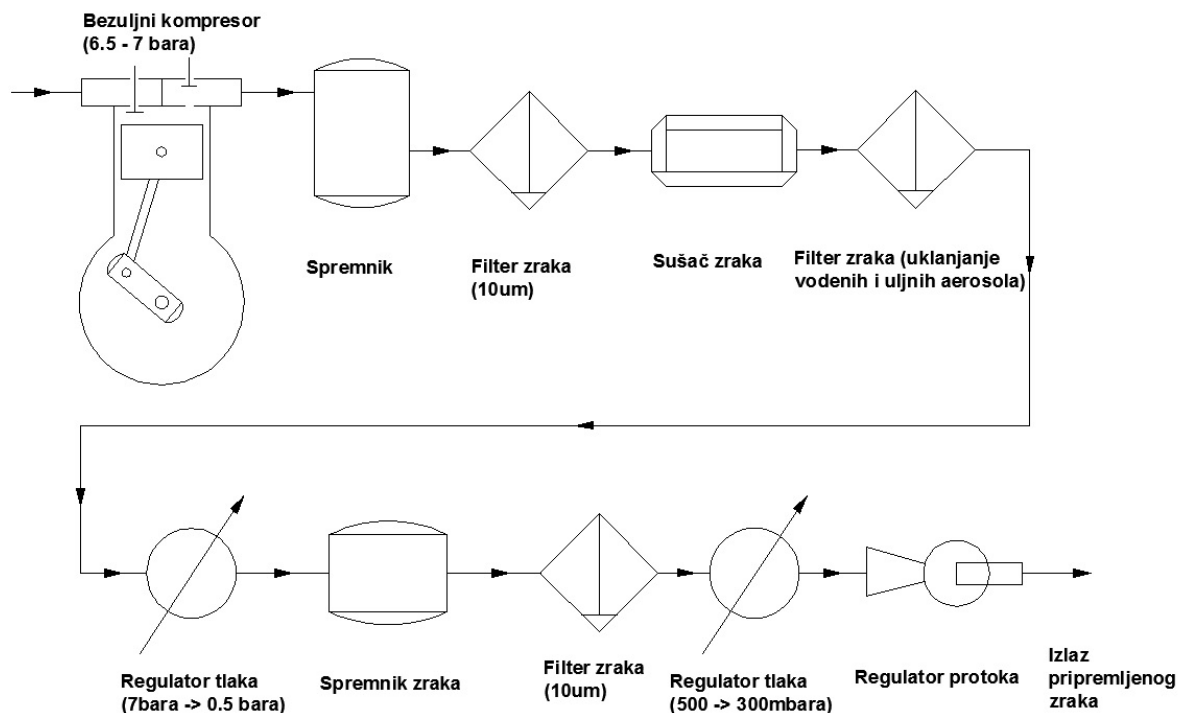 Bezuljni kompresor
(6.5 - 7 bara)
Spremnik
Filter zraka
(10um)
Sušač zraka
Filter zraka (uklanjanje
vodenih i uljnih aerosola)
Regulator tlaka
(7bara -> 0.5 bara)
Spremnik zraka
Filter zraka
(10um)
Regulator tlaka
(500 -> 300mbara)
Regulator protoka
Izlaz
pripremljenog
zraka